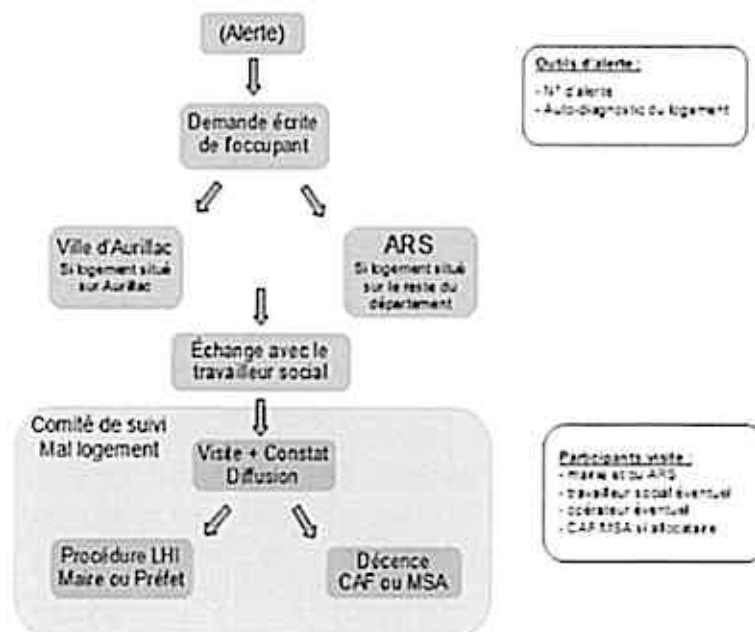 (Alerte)
Demande écrite
de l'occupant
Outils d'alerte :
- N° d'alerte
- Auto-diagnostic du logement
Ville d'Aurillac
Si logement situé
sur Aurillac
ARS
Si logement situé
sur le reste du
département
Échange avec le
travailleur social
Comité de suivi
Mal logement
Visite + Constat
Diffusion
Procédure LHI
Maire ou Préfet
Décence
CAF ou MSA
Participants visite :
- mairie et ou ARS
- travailleur social éventuel
- opérateur éventuel
- CAF/MSA si allocataire